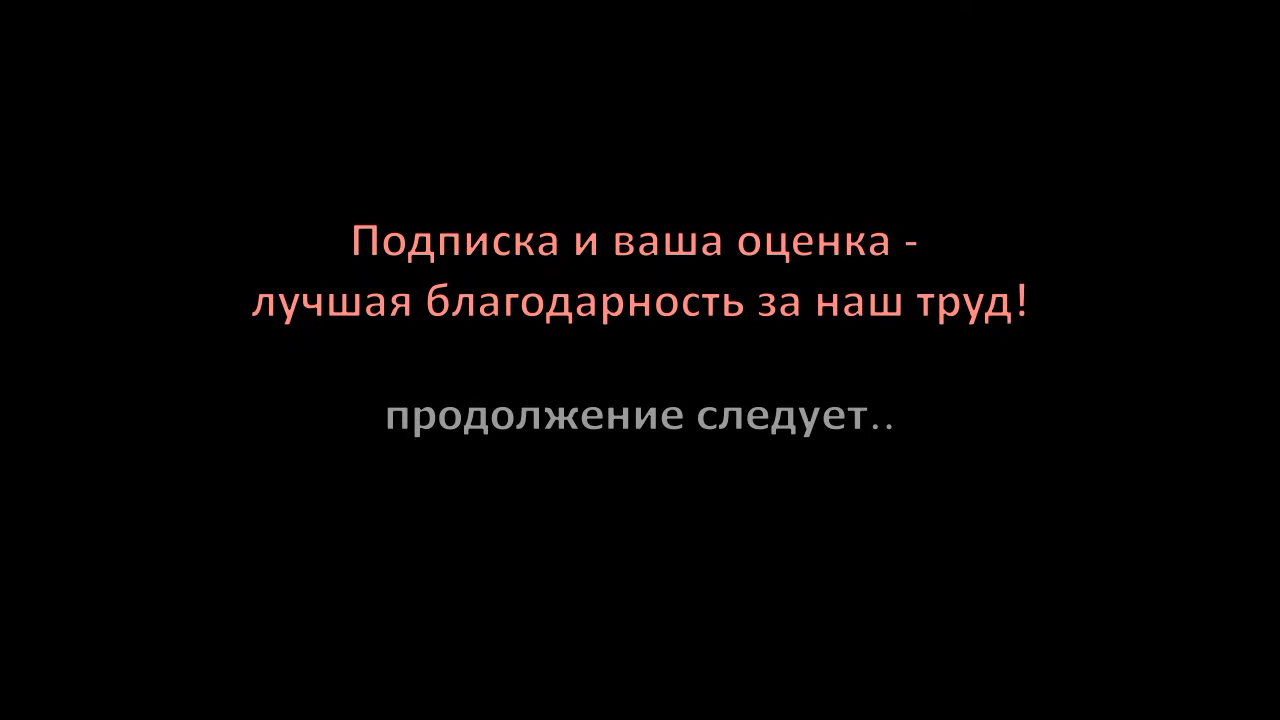 Подписка и ваша оценка -
лучшая благодарность за наш труд!
продолжение следует..